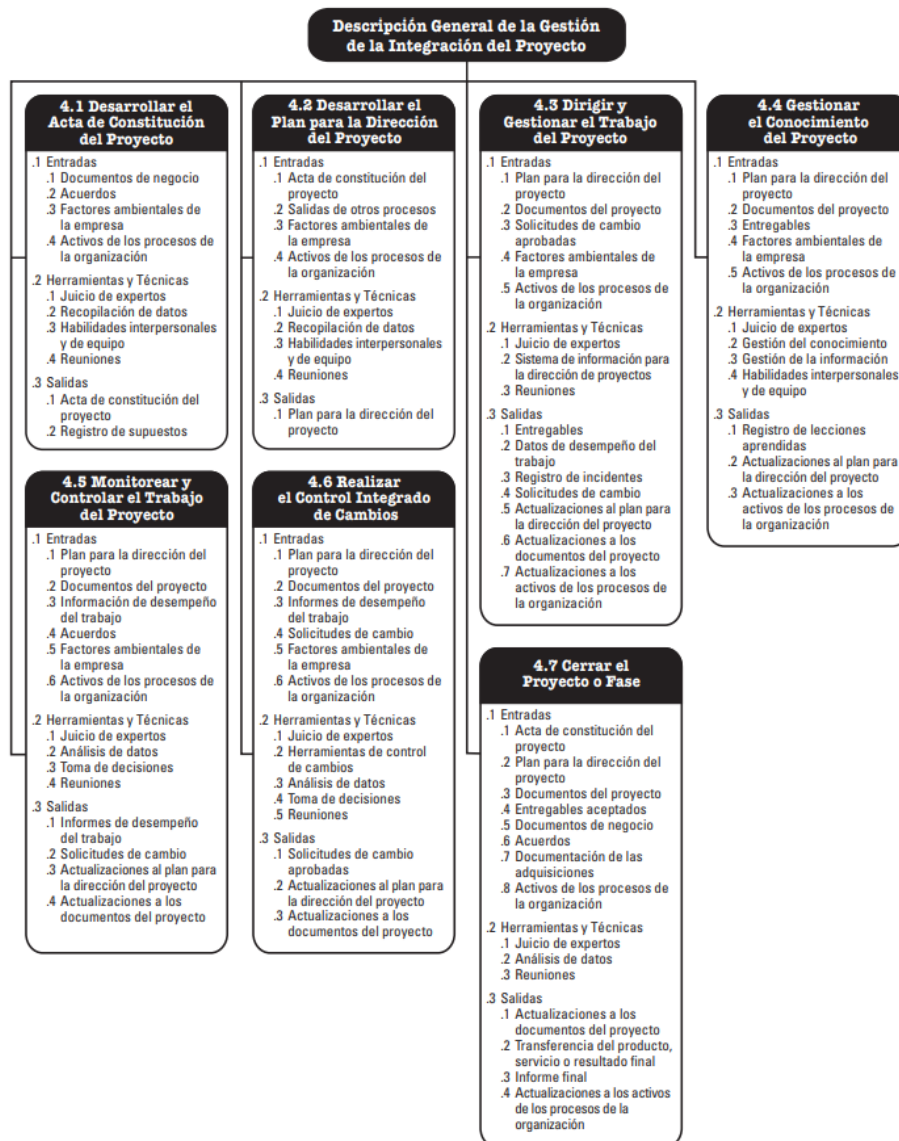 Descripción General de la Gestión
de la Integración del Proyecto
4.1 Desarrollar el
Acta de Constitución
del Proyecto
.1 Entradas
.1 Documentos de negocio
.2 Acuerdos
.3 Factores ambientales de
la empresa
.4 Activos de los procesos de
la organización
.2 Herramientas y Técnicas
.1 Juicio de expertos
.2 Recopilación de datos
.3 Habilidades interpersonales
y de equipo
.4 Reuniones
.3 Salidas
.1 Acta de constitución del
proyecto
.2 Registro de supuestos
4.2 Desarrollar el
Plan para la Dirección
del Proyecto
.1 Entradas
.1 Acta de constitución del
proyecto
.2 Salidas de otros procesos
.3 Factores ambientales de
la empresa
.4 Activos de los procesos de
la organización
.2 Herramientas y Técnicas
.1 Juicio de expertos
.2 Recopilación de datos
.3 Habilidades interpersonales
y de equipo
.4 Reuniones
.3 Salidas
.1 Plan para la dirección del
proyecto
4.3 Dirigir y
Gestionar el Trabajo
del Proyecto
.1 Entradas
.1 Plan para la dirección del
proyecto
.2 Documentos del proyecto
.3 Solicitudes de cambio
aprobadas
.4 Factores ambientales de
la empresa
.5 Activos de los procesos de
la organización
.2 Herramientas y Técnicas
.1 Juicio de expertos
.2 Sistema de información para
la dirección de proyectos
.3 Reuniones
.3 Salidas
.1 Entregables
.2 Datos de desempeño del
trabajo
.3 Registro de incidentes
.4 Solicitudes de cambio
.5 Actualizaciones al plan para
la dirección del proyecto
.6 Actualizaciones a los
documentos del proyecto
.7 Actualizaciones a los
activos de los procesos de
la organización
4.4 Gestionar
el Conocimiento
del Proyecto
.1 Entradas
.1 Plan para la dirección del
proyecto
.2 Documentos del proyecto
.3 Entregables
.4 Factores ambientales de
la empresa
.5 Activos de los procesos de
la organización
.2 Herramientas y Técnicas
.1 Juicio de expertos
.2 Gestión del conocimiento
.3 Gestión de la información
.4 Habilidades interpersonales
y de equipo
.3 Salidas
.1 Registro de lecciones
aprendidas
.2 Actualizaciones al plan para
la dirección del proyecto
.3 Actualizaciones a los
activos de los procesos de
la organización
4.5 Monitorear y
Controlar el Trabajo
del Proyecto
.1 Entradas
.1 Plan para la dirección del
proyecto
.2 Documentos del proyecto
.3 Información de desempeño
del trabajo
.4 Acuerdos
.5 Factores ambientales de
la empresa
.6 Activos de los procesos de
la organización
.2 Herramientas y Técnicas
.1 Juicio de expertos
.2 Análisis de datos
.3 Toma de decisiones
.4 Reuniones
.3 Salidas
.1 Informes de desempeño
del trabajo
.2 Solicitudes de cambio
.3 Actualizaciones al plan para
la dirección del proyecto
.4 Actualizaciones a los
documentos del proyecto
4.6 Realizar
el Control Integrado
de Cambios
.1 Entradas
.1 Plan para la dirección del
proyecto
.2 Documentos del proyecto
.3 Informes de desempeño
del trabajo
.4 Solicitudes de cambio
.5 Factores ambientales de
la empresa
.6 Activos de los procesos de
la organización
.2 Herramientas y Técnicas
.1 Juicio de expertos
.2 Herramientas de control
de cambios
.3 Análisis de datos
.4 Toma de decisiones
.5 Reuniones
.3 Salidas
.1 Solicitudes de cambio
aprobadas
.2 Actualizaciones al plan para
la dirección del proyecto
.3 Actualizaciones a los
documentos del proyecto
4.7 Cerrar el
Proyecto o Fase
.1 Entradas
.1 Acta de constitución del
proyecto
.2 Plan para la dirección del
proyecto
.3 Documentos del proyecto
.4 Entregables aceptados
.5 Documentos de negocio
.6 Acuerdos
.7 Documentación de las
adquisiciones
.8 Activos de los procesos de
la organización
.2 Herramientas y Técnicas
.1 Juicio de expertos
.2 Análisis de datos
.3 Reuniones
.3 Salidas
.1 Actualizaciones a los
documentos del proyecto
.2 Transferencia del producto,
servicio o resultado final
.3 Informe final
.4 Actualizaciones a los activos
de los procesos de la
organización